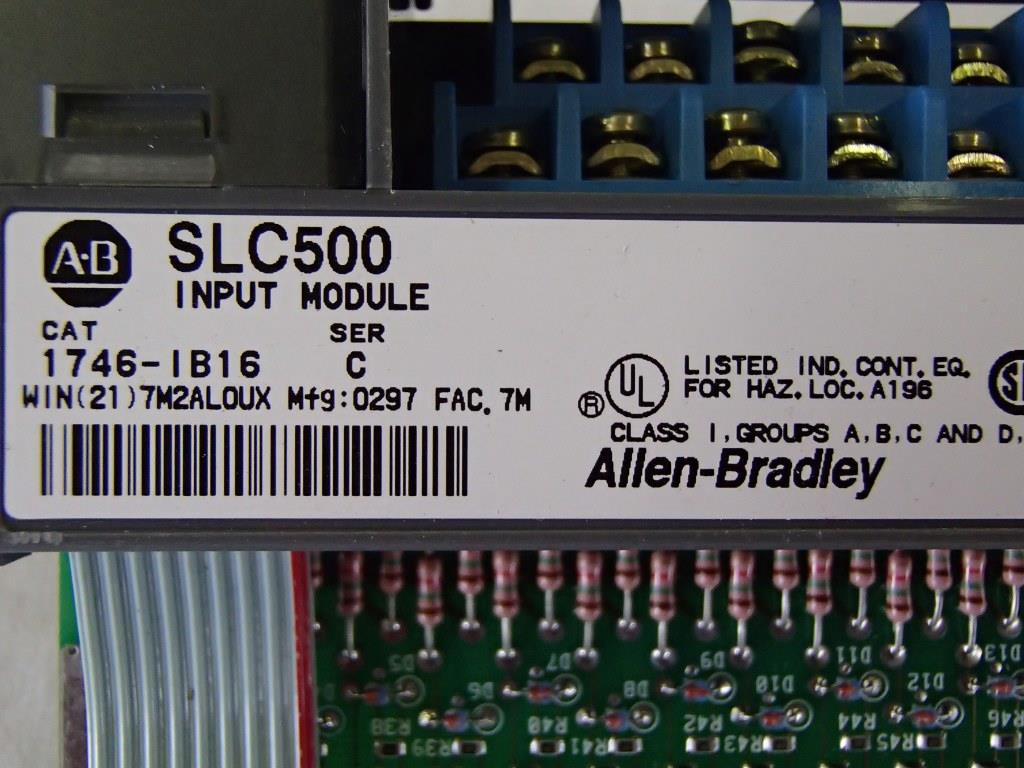 A·B
SLC500
INPUT MODULE
CAT SER
1746-IB16 C
WIN(21)7M2ALOUX Mfg:0297 FAC. 7M
UL
®
LISTED IND. CONT. EQ.
FOR HAZ. LOC. A196
CLASS I, GROUPS A, B, C AND D,
Allen-Bradley
D5 D7 D9 D11 D13
D6 D8 D10 D12
R38 R40 R42 R44 R46
R39 R41 R43 R45